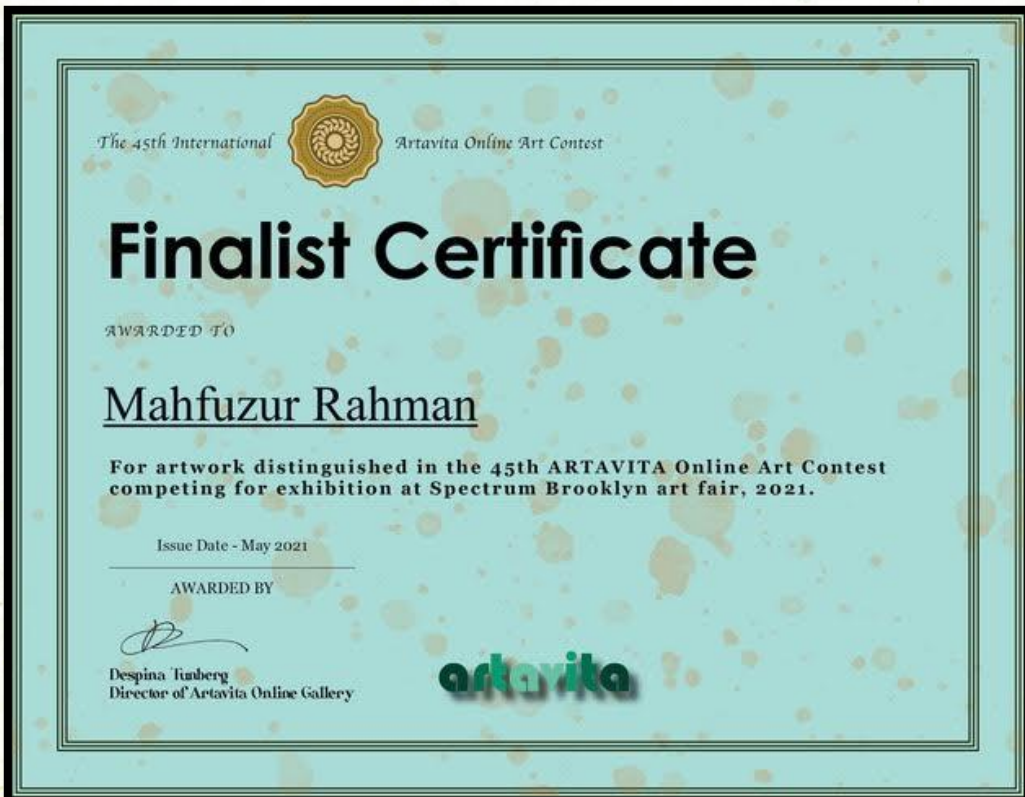 The 45th International Artavita Online Art Contest
Finalist Certificate
AWARDED TO
Mahfuzur Rahman
For artwork distinguished in the 45th ARTAVITA Online Art Contest
competing for exhibition at Spectrum Brooklyn art fair, 2021.
Issue Date - May 2021
AWARDED BY
Despina Tunberg
Director of Artavita Online Gallery
artavita